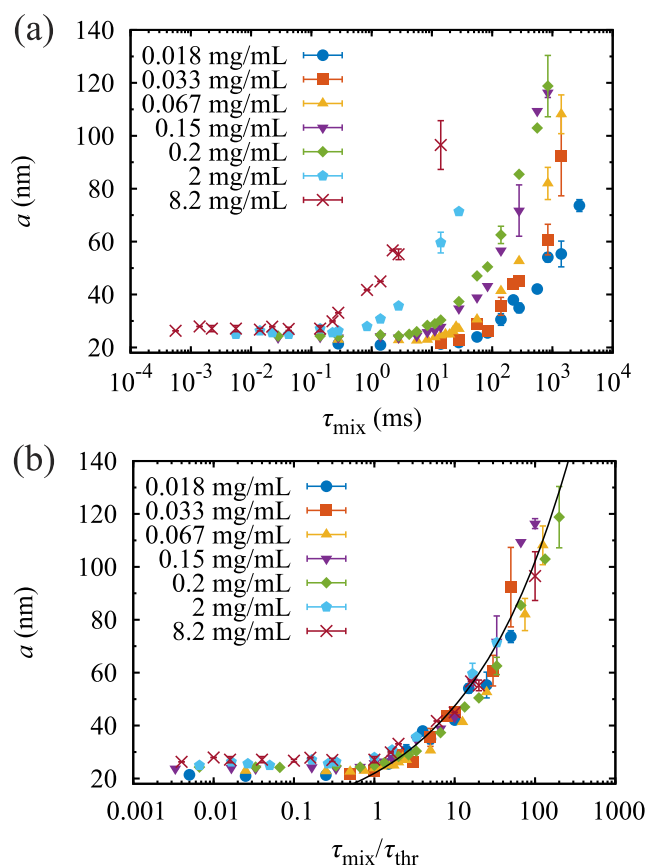 (a)
140
120
100
80
60
40
20
a (nm)
0.018 mg/mL
0.033 mg/mL
0.067 mg/mL
0.15 mg/mL
0.2 mg/mL
2 mg/mL
8.2 mg/mL
10⁻⁴ 10⁻³ 10⁻² 10⁻¹ 10⁰ 10¹ 10² 10³ 10⁴
τmix (ms)
(b)
140
120
100
80
60
40
20
a (nm)
0.018 mg/mL
0.033 mg/mL
0.067 mg/mL
0.15 mg/mL
0.2 mg/mL
2 mg/mL
8.2 mg/mL
0.001 0.01 0.1 1 10 100 1000
τmix/τthr